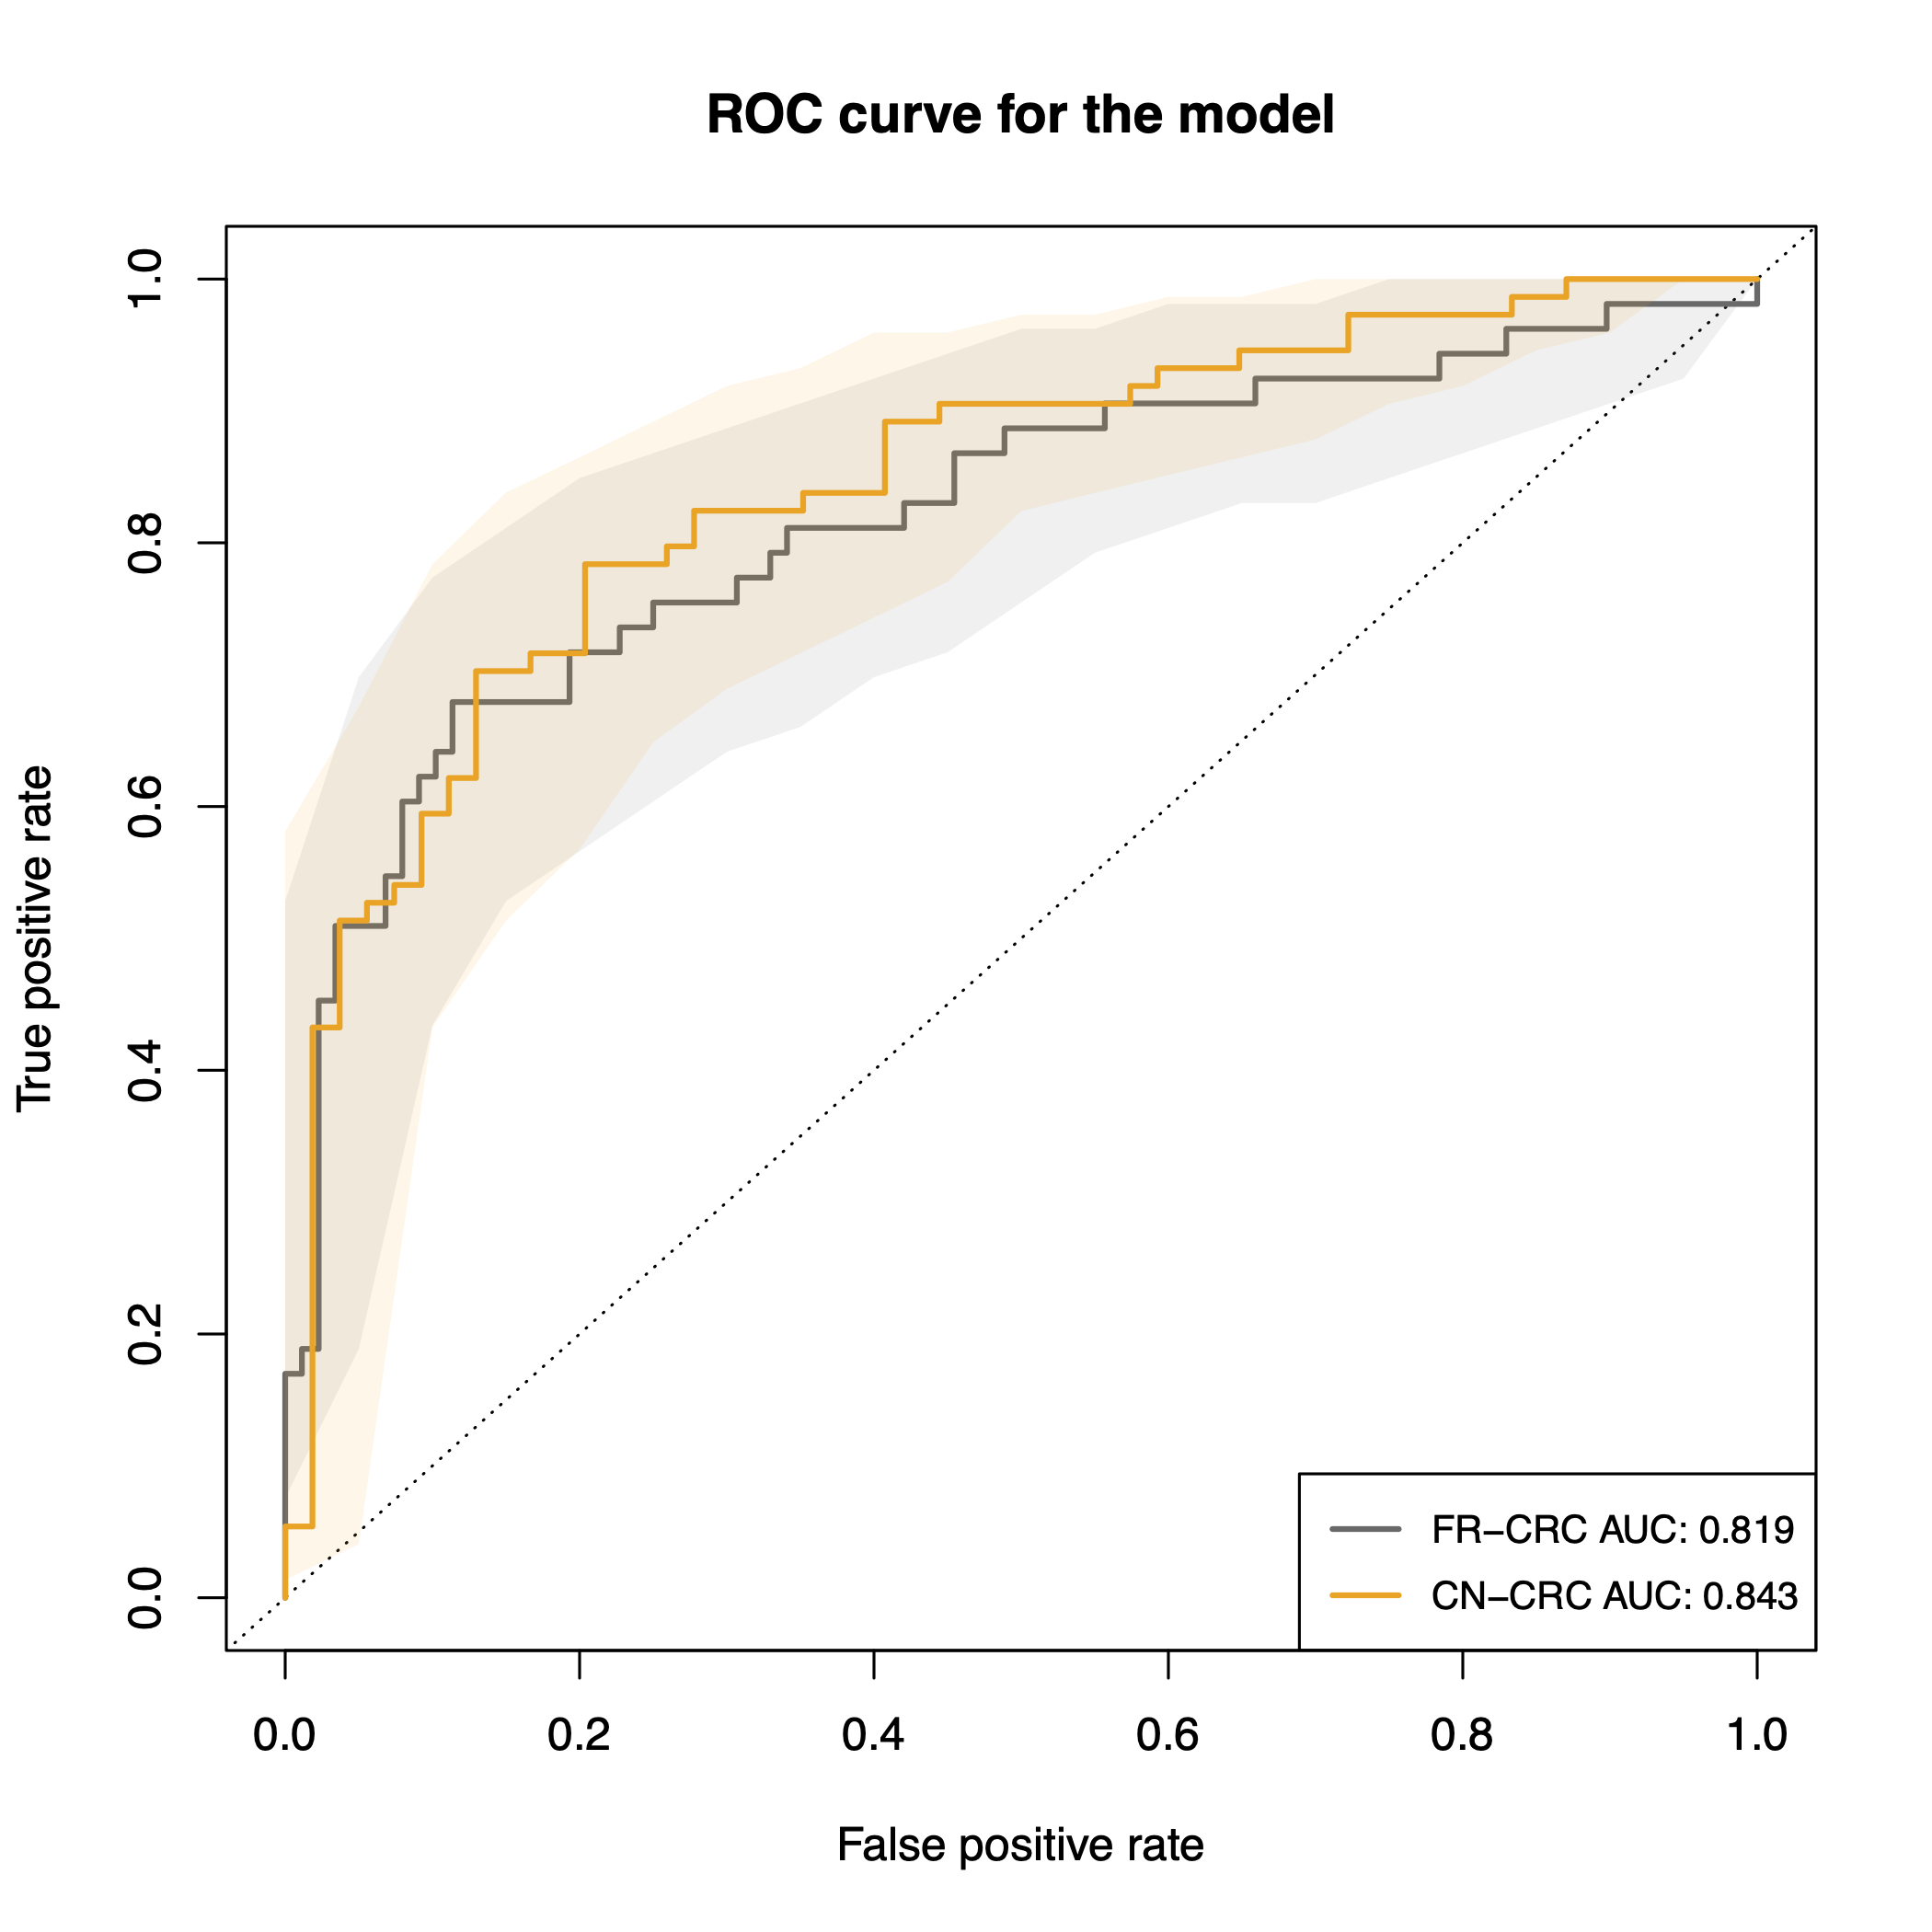 ROC curve for the model
True positive rate
1.0
0.8
0.6
0.4
0.2
0.0
0.0 0.2 0.4 0.6 0.8 1.0
False positive rate
FR−CRC AUC: 0.819
CN−CRC AUC: 0.843